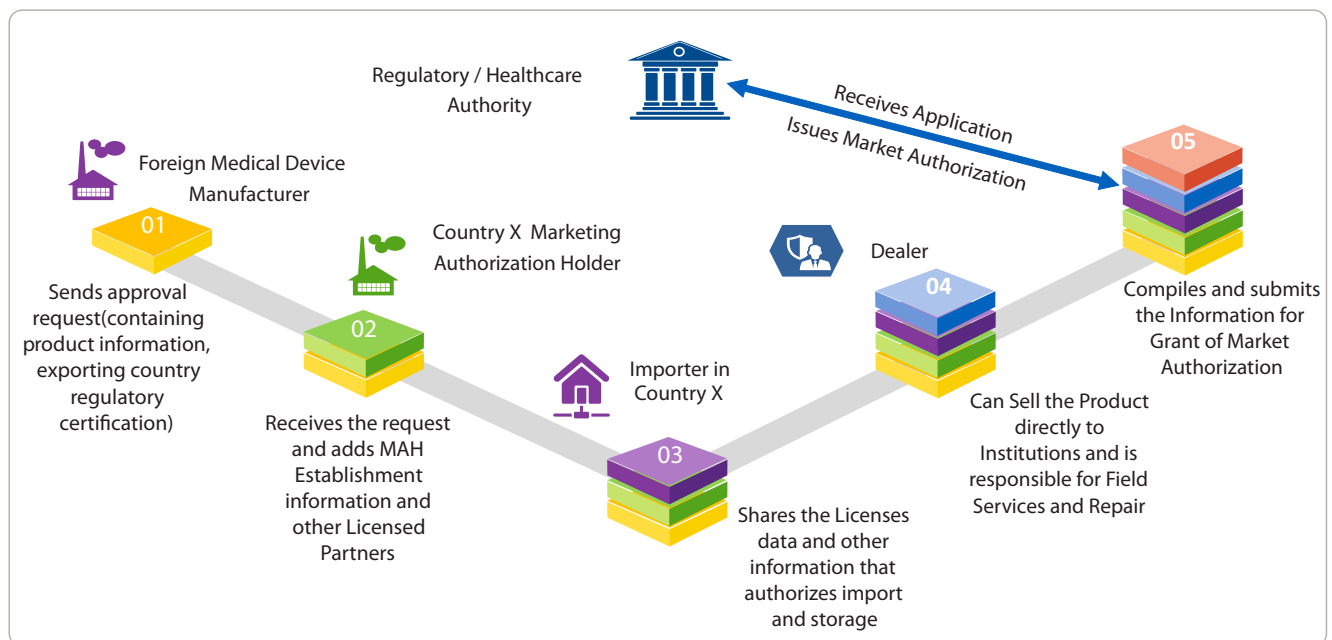 Regulatory / Healthcare
Authority
Receives Application
Issues Market Authorization
Foreign Medical Device
Manufacturer
01
Sends approval
request(containing
product information,
exporting country
regulatory
certification)
Country X  Marketing
Authorization Holder
02
Receives the request
and adds MAH
Establishment
information and
other Licensed
Partners
Importer in
Country X
03
Shares the Licenses
data and other
information that
authorizes import
and storage
Dealer
04
Can Sell the Product
directly to
Institutions and is
responsible for Field
Services and Repair
05
Compiles and submits
the Information for
Grant of Market
Authorization